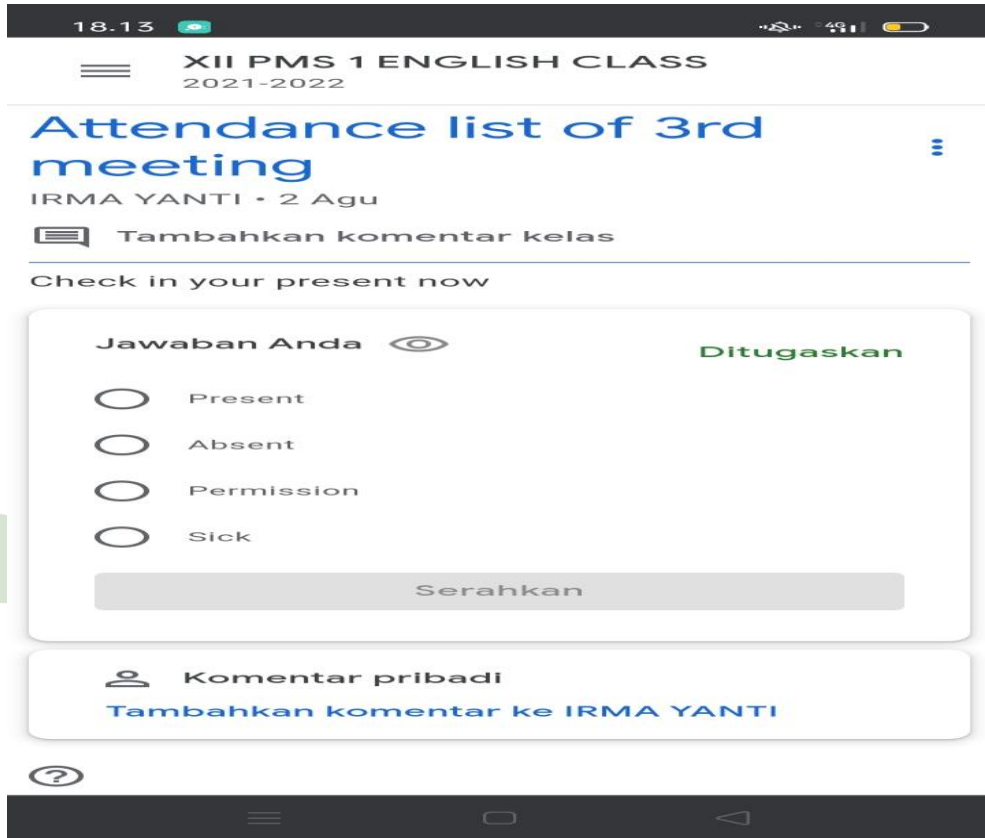 18.13
4G
XII PMS 1 ENGLISH CLASS
2021-2022
Attendance list of 3rd
meeting
IRMA YANTI • 2 Agu
Tambahkan komentar kelas
Check in your present now
Jawaban Anda
Ditugaskan
Present
Absent
Permission
Sick
Serahkan
Komentar pribadi
Tambahkan komentar ke IRMA YANTI
?